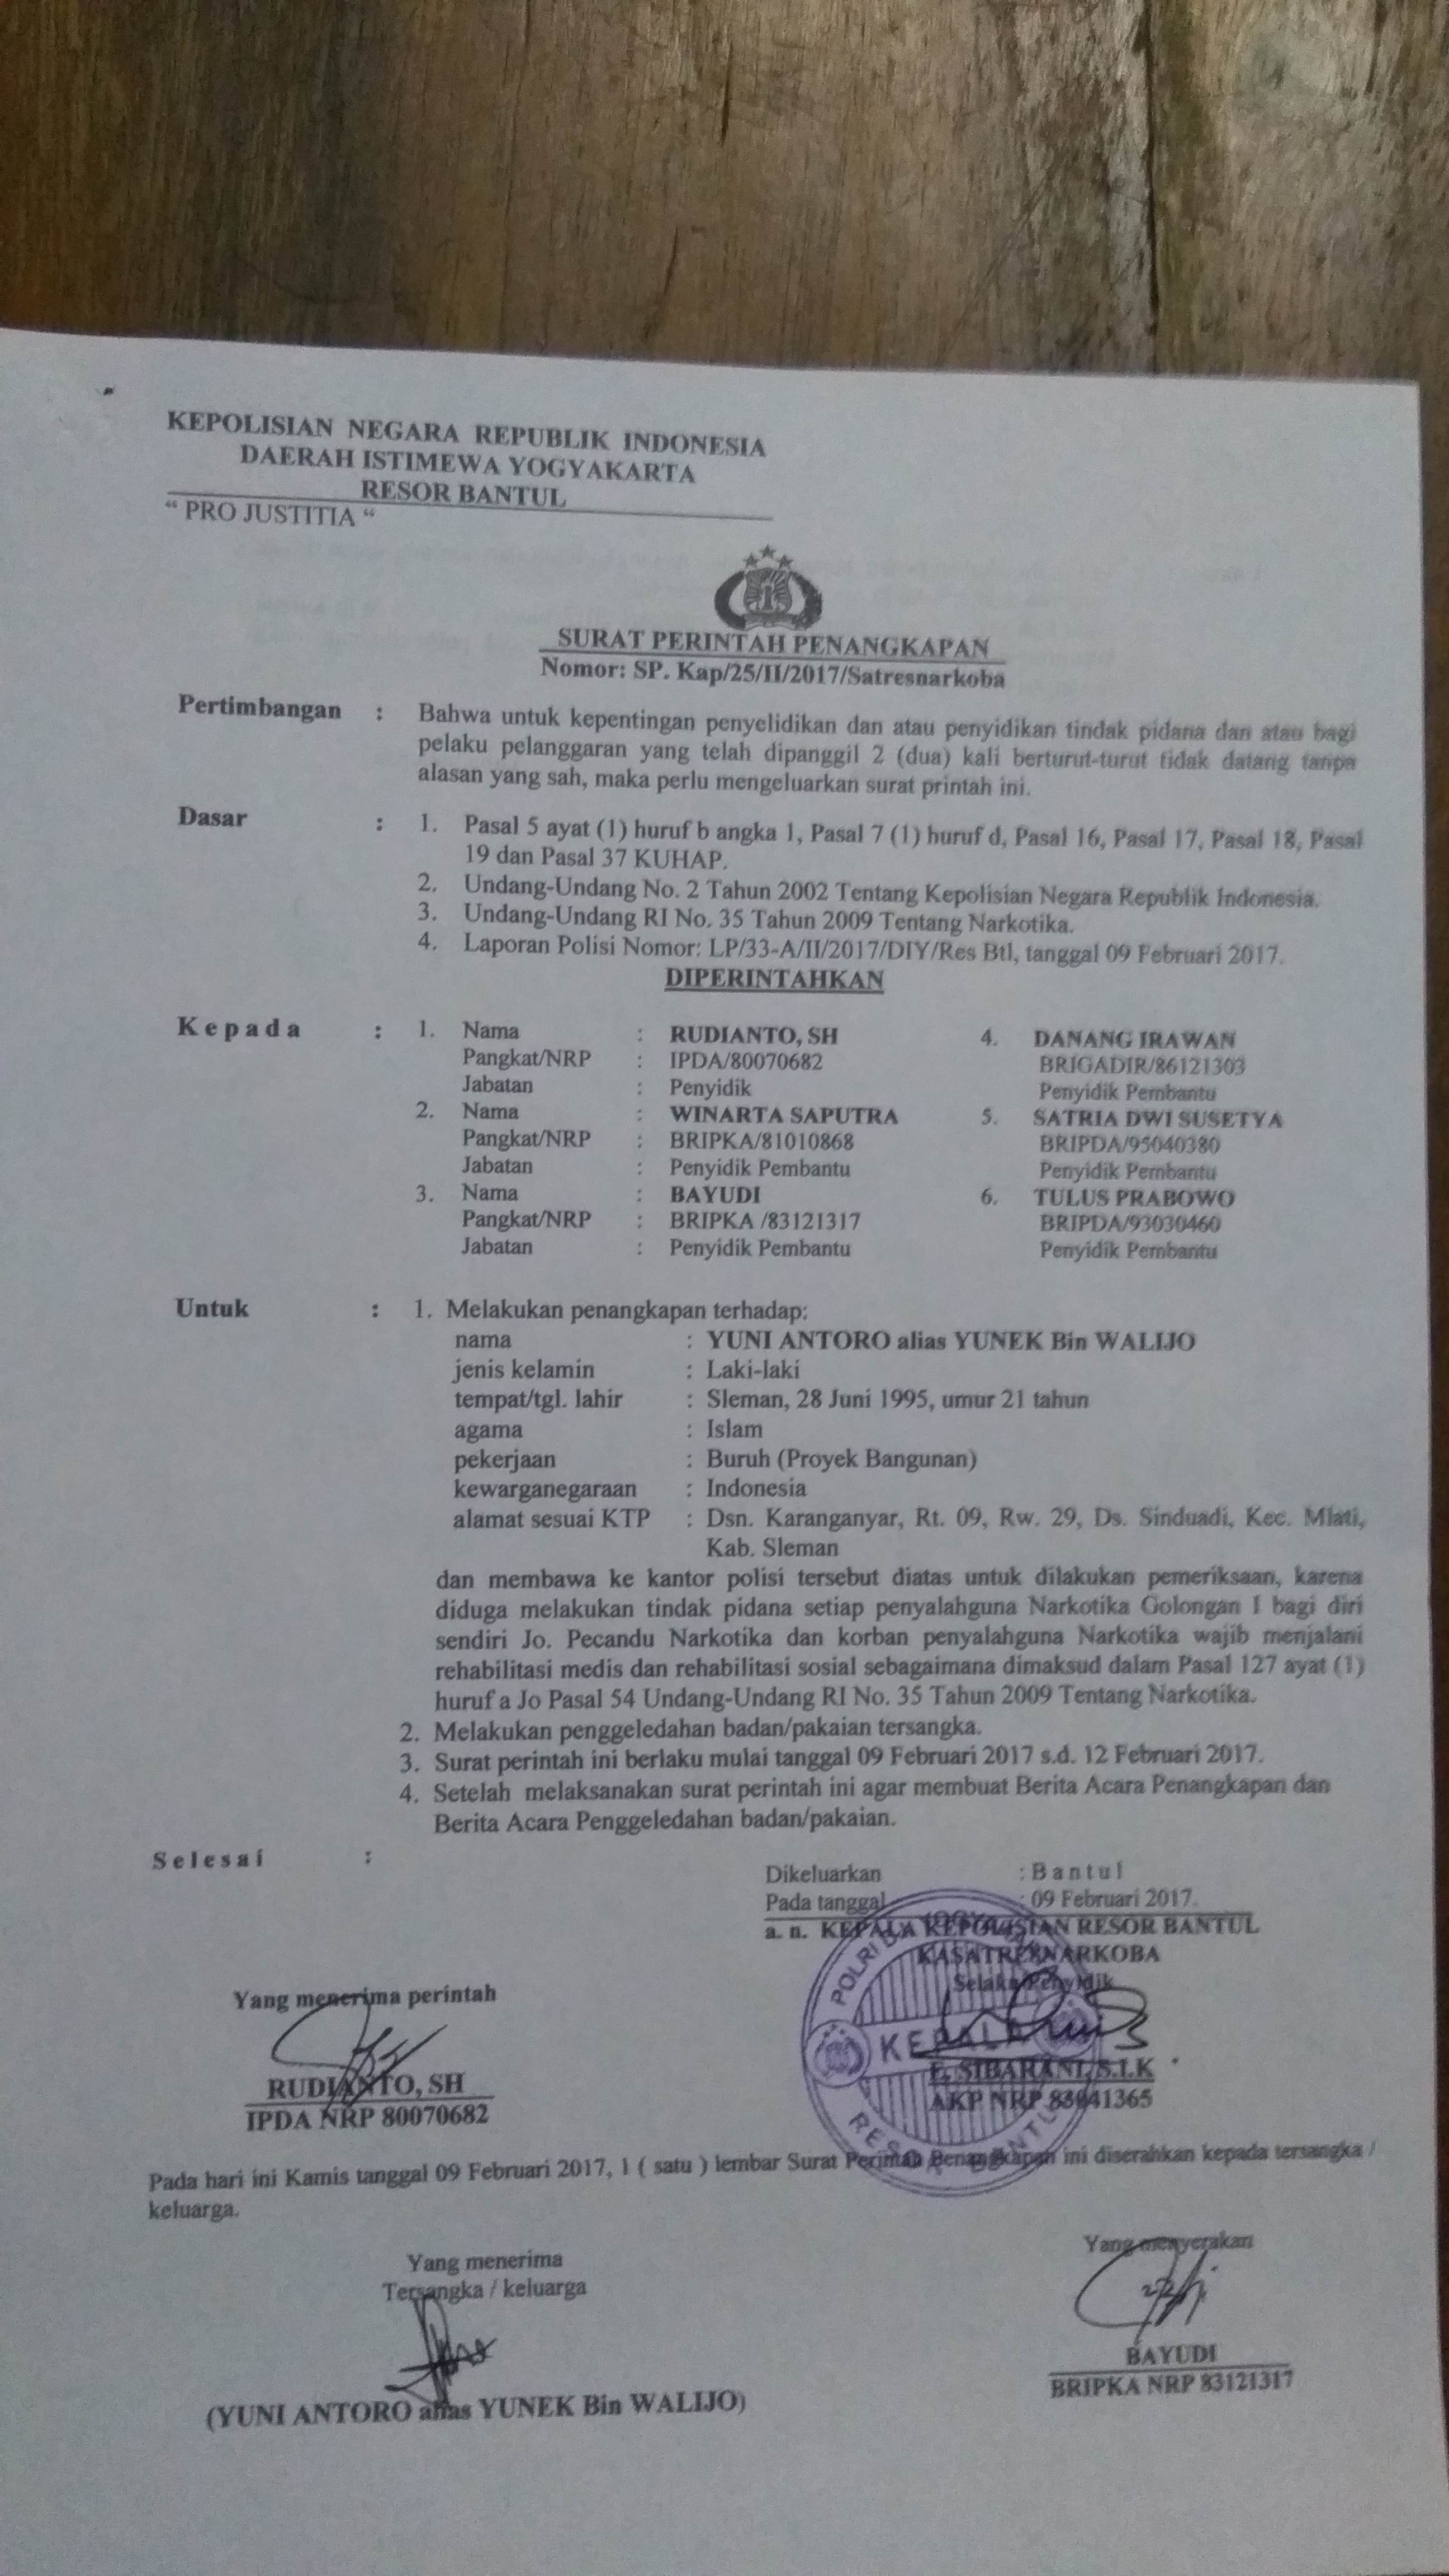 KEPOLISIAN NEGARA REPUBLIK INDONESIA
DAERAH ISTIMEWA YOGYAKARTA
RESOR BANTUL
“ PRO JUSTITIA “
SURAT PERINTAH PENANGKAPAN
Nomor: SP. Kap/25/II/2017/Satresnarkoba
Pertimbangan : Bahwa untuk kepentingan penyelidikan dan atau penyidikan tindak pidana dan atau bagi
pelaku pelanggaran yang telah dipanggil 2 (dua) kali berturut-turut tidak datang tanpa
alasan yang sah, maka perlu mengeluarkan surat printah ini.
Dasar : 1. Pasal 5 ayat (1) huruf b angka 1, Pasal 7 (1) huruf d, Pasal 16, Pasal 17, Pasal 18, Pasal
19 dan Pasal 37 KUHAP.
2. Undang-Undang No. 2 Tahun 2002 Tentang Kepolisian Negara Republik Indonesia.
3. Undang-Undang RI No. 35 Tahun 2009 Tentang Narkotika.
4. Laporan Polisi Nomor: LP/33-A/II/2017/DIY/Res Btl, tanggal 09 Februari 2017.
DIPERINTAHKAN
Kepada : 1. Nama : RUDIANTO, SH 4. DANANG IRAWAN
Pangkat/NRP : IPDA/80070682 BRIGADIR/86121303
Jabatan : Penyidik Penyidik Pembantu
2. Nama : WINARTA SAPUTRA 5. SATRIA DWI SUSETYA
Pangkat/NRP : BRIPKA/81010868 BRIPDA/95040380
Jabatan : Penyidik Pembantu Penyidik Pembantu
3. Nama : BAYUDI 6. TULUS PRABOWO
Pangkat/NRP : BRIPKA /83121317 BRIPDA/93030460
Jabatan : Penyidik Pembantu Penyidik Pembantu
Untuk : 1. Melakukan penangkapan terhadap:
nama : YUNI ANTORO alias YUNEK Bin WALIJO
jenis kelamin : Laki-laki
tempat/tgl. lahir : Sleman, 28 Juni 1995, umur 21 tahun
agama : Islam
pekerjaan : Buruh (Proyek Bangunan)
kewarganegaraan : Indonesia
alamat sesuai KTP : Dsn. Karanganyar, Rt. 09, Rw. 29, Ds. Sinduadi, Kec. Mlati,
Kab. Sleman
dan membawa ke kantor polisi tersebut diatas untuk dilakukan pemeriksaan, karena
diduga melakukan tindak pidana setiap penyalahguna Narkotika Golongan I bagi diri
sendiri Jo. Pecandu Narkotika dan korban penyalahguna Narkotika wajib menjalani
rehabilitasi medis dan rehabilitasi sosial sebagaimana dimaksud dalam Pasal 127 ayat (1)
huruf a Jo Pasal 54 Undang-Undang RI No. 35 Tahun 2009 Tentang Narkotika.
2. Melakukan penggeledahan badan/pakaian tersangka.
3. Surat perintah ini berlaku mulai tanggal 09 Februari 2017 s.d. 12 Februari 2017.
4. Setelah melaksanakan surat perintah ini agar membuat Berita Acara Penangkapan dan
Berita Acara Penggeledahan badan/pakaian.
Selesai :
Dikeluarkan : Bantul
Pada tanggal : 09 Februari 2017.
a. n. KEPALA KEPOLISIAN RESOR BANTUL
KASATRESNARKOBA
Selaku Penyidik
KEPALA
E. SIBARANI, S.I.K
AKP NRP 83041365
Yang menerima perintah
RUDIANTO, SH
IPDA NRP 80070682
Pada hari ini Kamis tanggal 09 Februari 2017, 1 ( satu ) lembar Surat Perintah Penangkapan ini diserahkan kepada tersangka /
keluarga.
Yang menerima
Tersangka / keluarga
(YUNI ANTORO alias YUNEK Bin WALIJO)
Yang menyerakan
BAYUDI
BRIPKA NRP 83121317